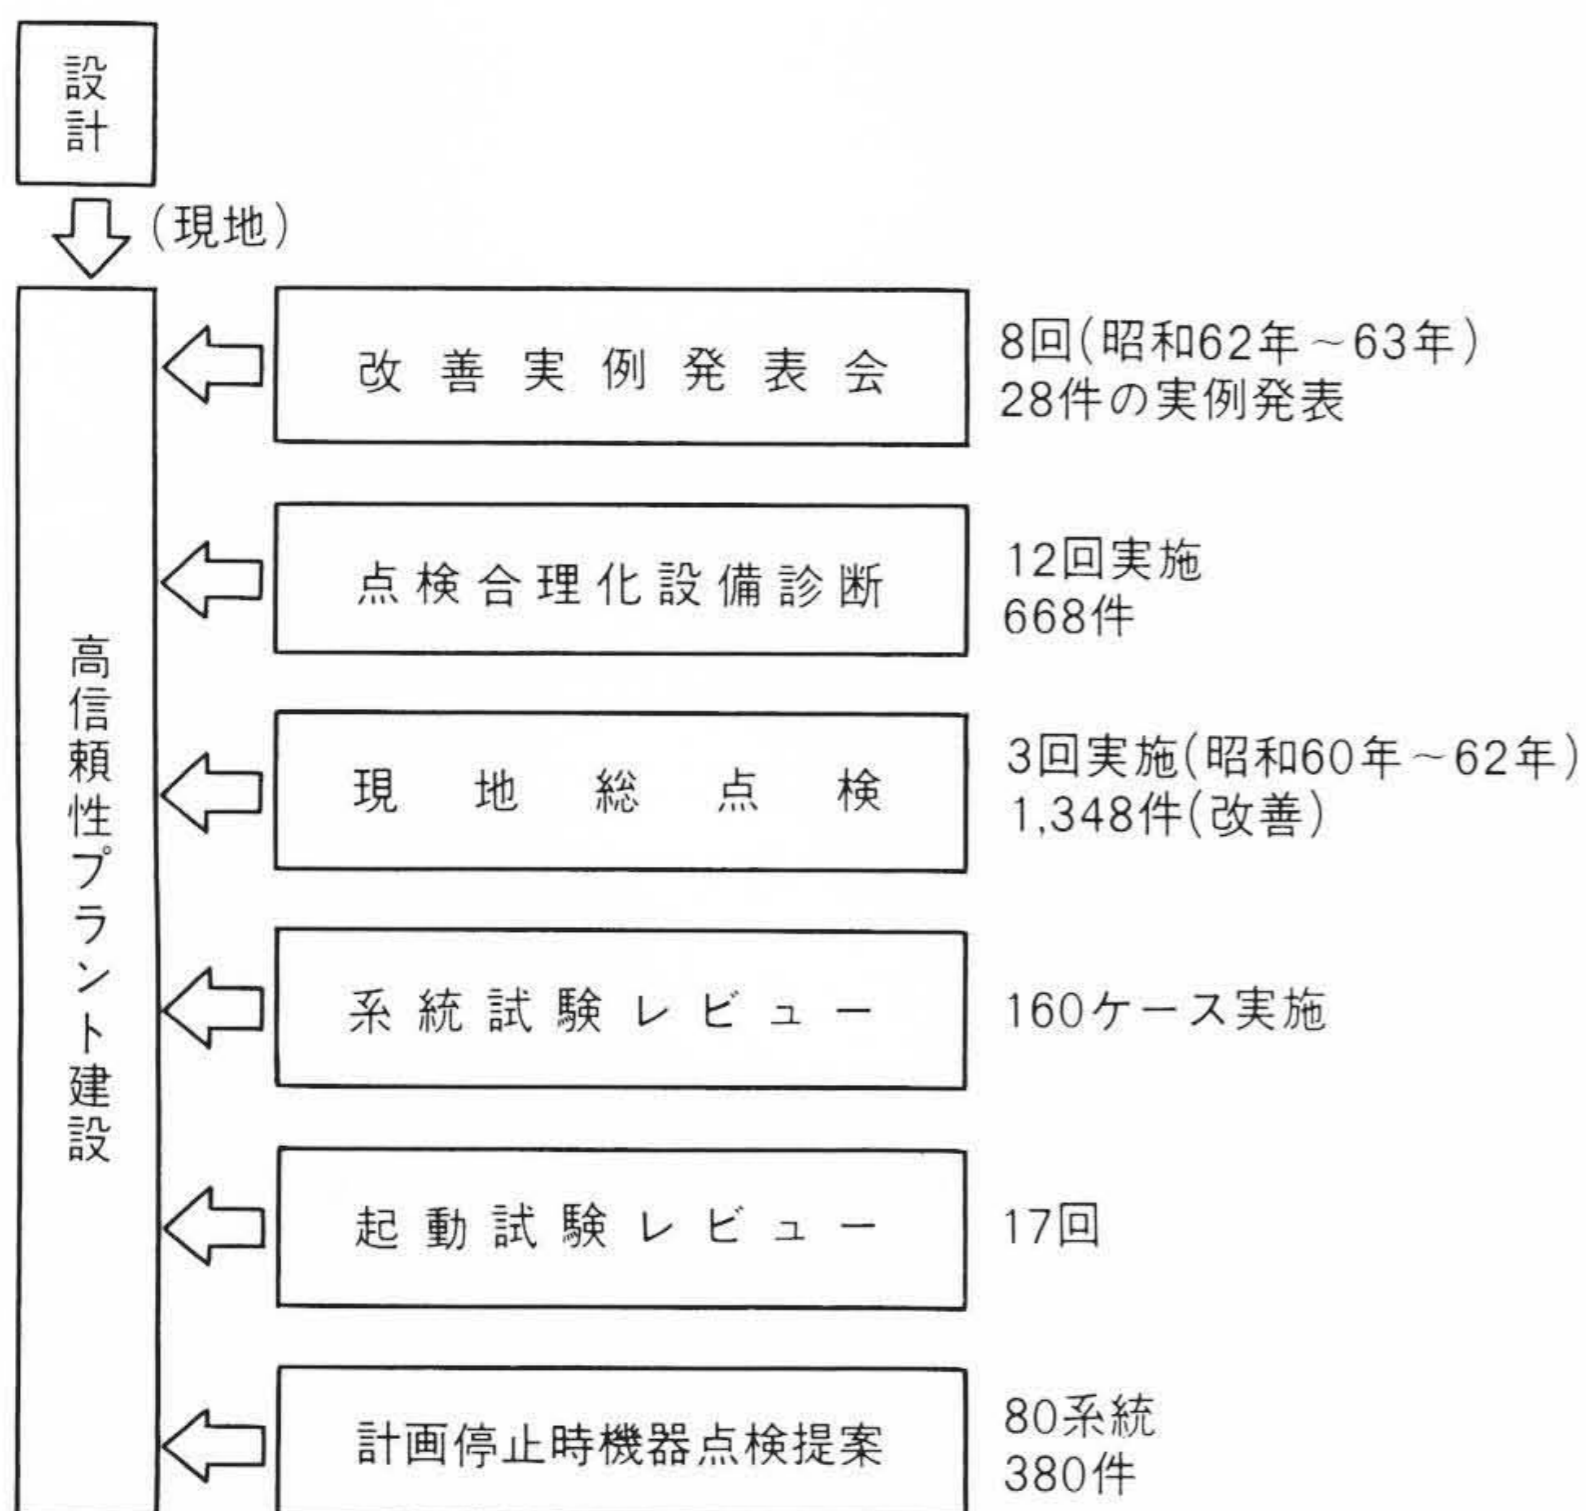 設計
(現地)
高信頼性プラント建設
改善実例発表会
8回(昭和62年~63年)
28件の実例発表
点検合理化設備診断
12回実施
668件
現地総点検
3回実施(昭和60年~62年)
1,348件(改善)
系統試験レビュー
160ケース実施
起動試験レビュー
17回
計画停止時機器点検提案
80系統
380件